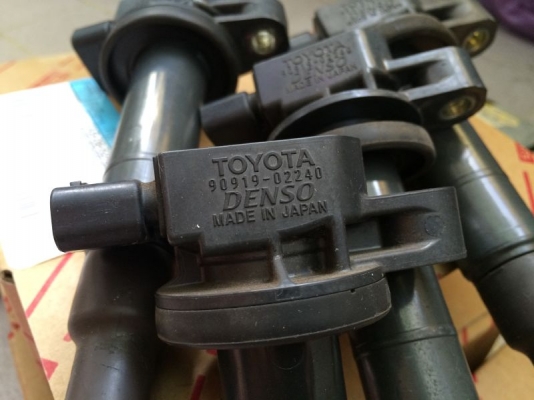 TOYOTA
90919-02240
DENSO
MADE IN JAPAN